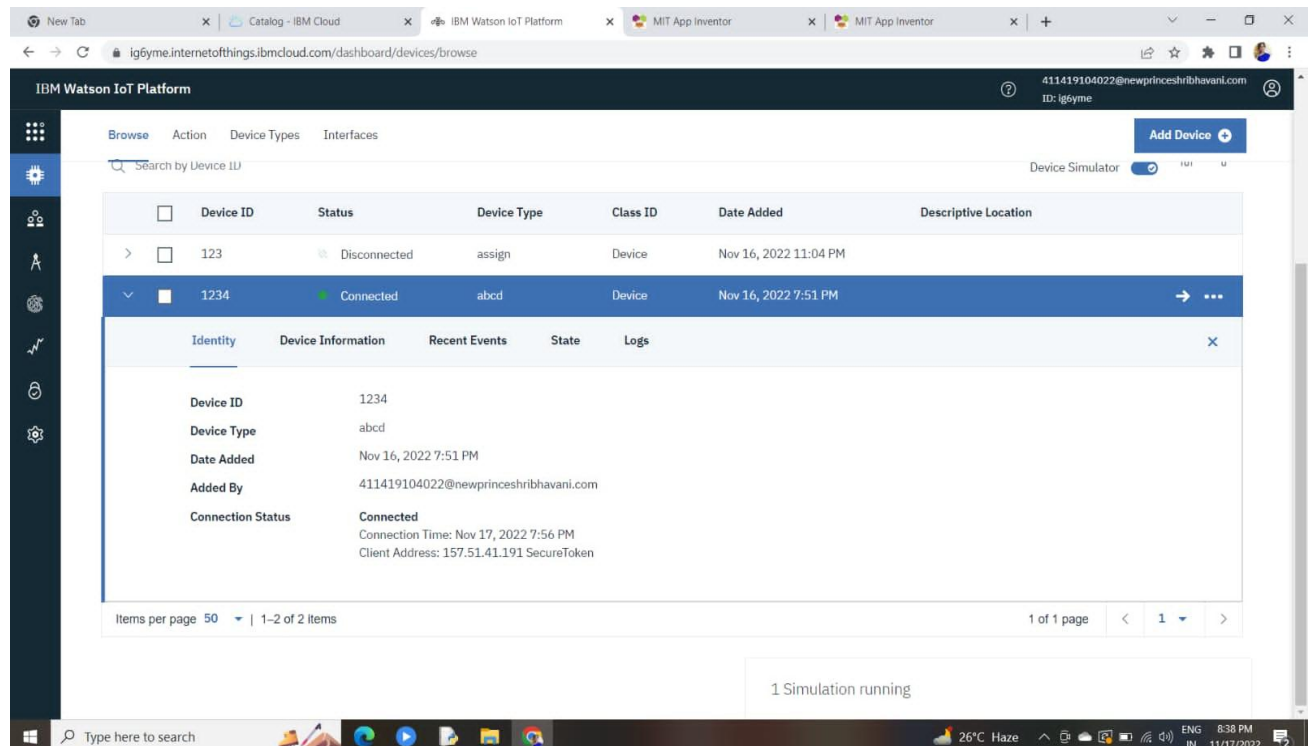 New Tab
Catalog - IBM Cloud
IBM Watson IoT Platform
MIT App Inventor
MIT App Inventor
ig6yme.internetofthings.ibmcloud.com/dashboard/devices/browse
IBM Watson IoT Platform
411419104022@newprinceshribhavani.com
ID: ig6yme
Browse Action Device Types Interfaces
Add Device
Search by Device ID
Device Simulator
Device ID Status Device Type Class ID Date Added Descriptive Location
123 Disconnected assign Device Nov 16, 2022 11:04 PM
1234 Connected abcd Device Nov 16, 2022 7:51 PM
Identity Device Information Recent Events State Logs
Device ID 1234
Device Type abcd
Date Added Nov 16, 2022 7:51 PM
Added By 411419104022@newprinceshribhavani.com
Connection Status Connected
Connection Time: Nov 17, 2022 7:56 PM
Client Address: 157.51.41.191 SecureToken
Items per page 50 | 1–2 of 2 items
1 of 1 page 1
1 Simulation running
Type here to search
26°C Haze
ENG 8:38 PM
IN 11/17/2022
2